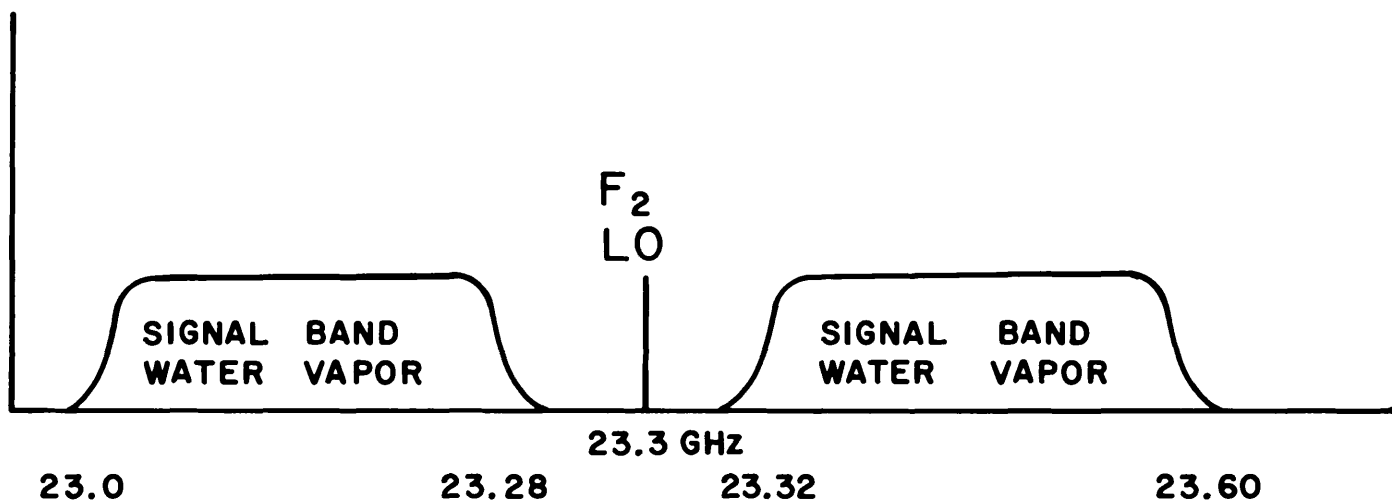 F2
LO
SIGNAL BAND
WATER VAPOR
SIGNAL BAND
WATER VAPOR
23.3 GHz
23.0 23.28 23.32 23.60